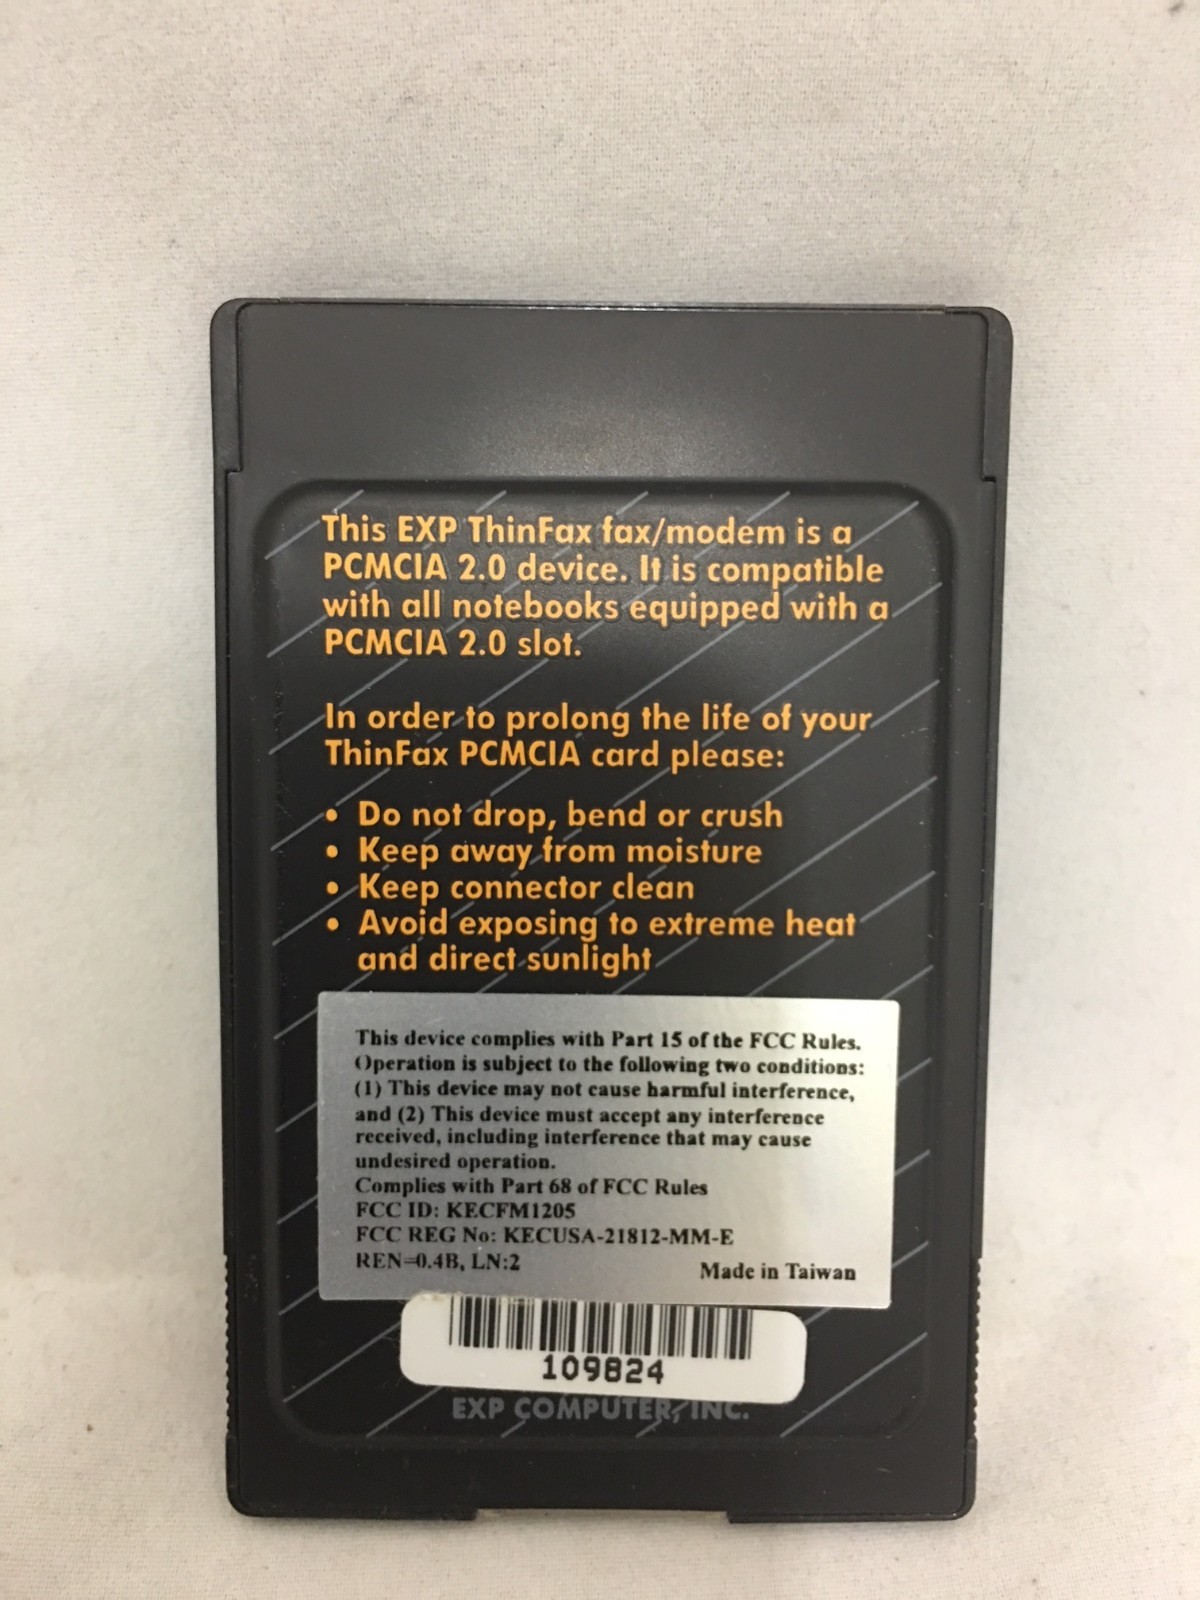 This EXP ThinFax fax/modem is a
PCMCIA 2.0 device. It is compatible
with all notebooks equipped with a
PCMCIA 2.0 slot.
In order to prolong the life of your
ThinFax PCMCIA card please:
• Do not drop, bend or crush
• Keep away from moisture
• Keep connector clean
• Avoid exposing to extreme heat
and direct sunlight
This device complies with Part 15 of the FCC Rules.
Operation is subject to the following two conditions:
(1) This device may not cause harmful interference,
and (2) This device must accept any interference
received, including interference that may cause
undesired operation.
Complies with Part 68 of FCC Rules
FCC ID: KECFM1205
FCC REG No: KECUSA-21812-MM-E
REN=0.4B, LN:2
Made in Taiwan
109824
EXP COMPUTER, INC.